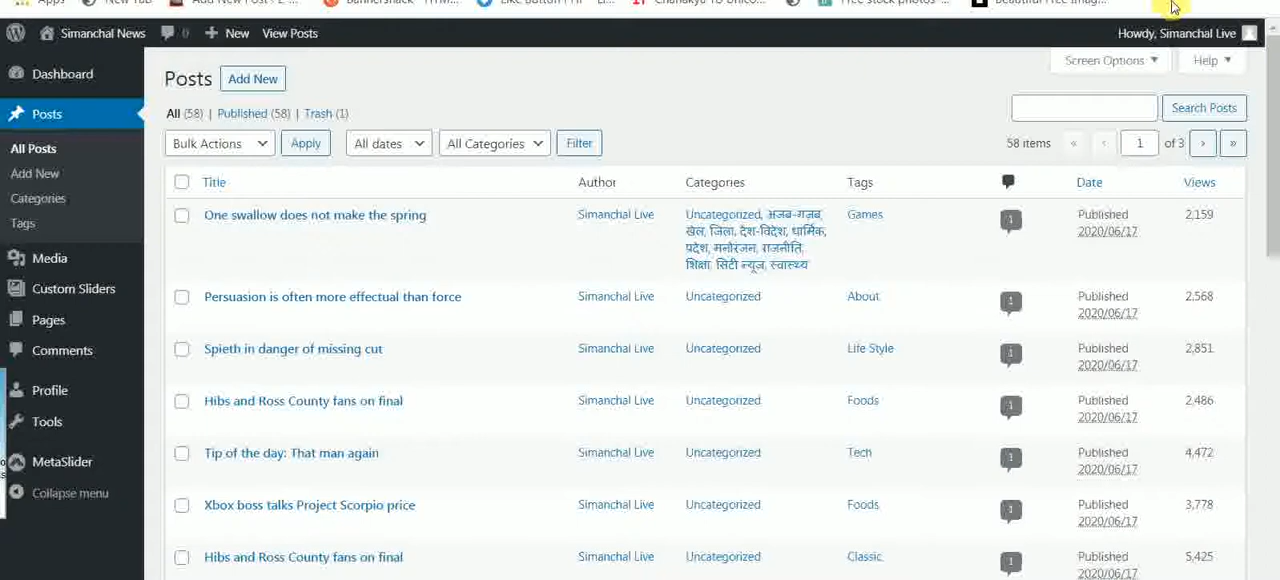 Apps New Tab Add New Post
Simanchal News 0 New View Posts Howdy, Simanchal Live
Screen Options Help
Dashboard
Posts
All Posts
Add New
Categories
Tags
Media
Custom Sliders
Pages
Comments
Profile
Tools
MetaSlider
Collapse menu
Posts Add New
All (58) | Published (58) | Trash (1)
Search Posts
Bulk Actions Apply All dates All Categories Filter 58 items « ‹ 1 of 3 › »
Title Author Categories Tags Date Views
One swallow does not make the spring Simanchal Live Uncategorized, अजब-गजब, Games 1 Published 2,159
खेल, जिला, देश-विदेश, धार्मिक, 2020/06/17
प्रदेश, मनोरंजन, राजनीति,
शिक्षा, सिटी न्यूज, स्वास्थ्य
Persuasion is often more effectual than force Simanchal Live Uncategorized About 1 Published 2,568
2020/06/17
Spieth in danger of missing cut Simanchal Live Uncategorized Life Style 1 Published 2,851
2020/06/17
Hibs and Ross County fans on final Simanchal Live Uncategorized Foods 1 Published 2,486
2020/06/17
Tip of the day: That man again Simanchal Live Uncategorized Tech 1 Published 4,472
2020/06/17
Xbox boss talks Project Scorpio price Simanchal Live Uncategorized Foods 1 Published 3,778
2020/06/17
Hibs and Ross County fans on final Simanchal Live Uncategorized Classic 1 Published 5,425
2020/06/17